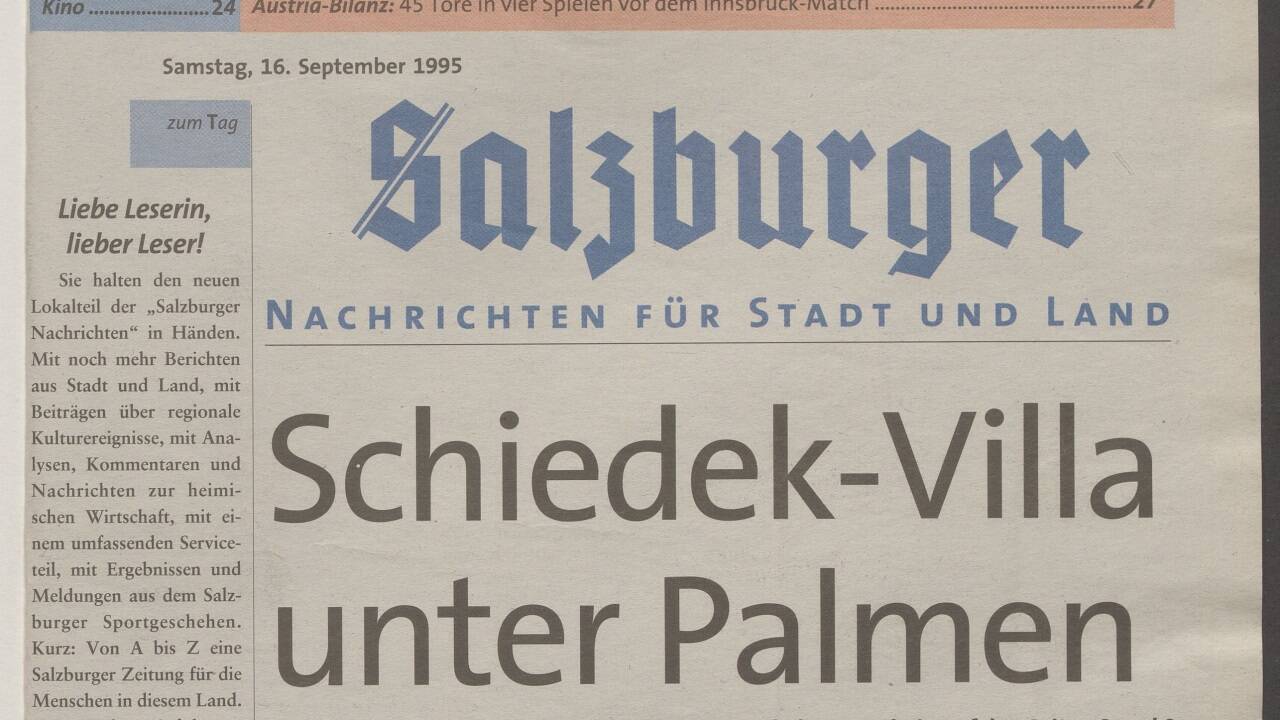 Kino ........................ 24
Austria-Bilanz: 45 Tore in vier Spielen vor dem Innsbruck-Match ........................ 27
Samstag, 16. September 1995
zum Tag
Salzburger
NACHRICHTEN FÜR STADT UND LAND
Liebe Leserin,
lieber Leser!
Sie halten den neuen
Lokalteil der „Salzburger
Nachrichten“ in Händen.
Mit noch mehr Berichten
aus Stadt und Land, mit
Beiträgen über regionale
Kulturereignisse, mit Ana-
lysen, Kommentaren und
Nachrichten zur heimi-
schen Wirtschaft, mit ei-
nem umfassenden Service-
teil, mit Ergebnissen und
Meldungen aus dem Salz-
burger Sportgeschehen.
Kurz: Von A bis Z eine
Salzburger Zeitung für die
Menschen in diesem Land.
Schiedek-Villa
unter Palmen